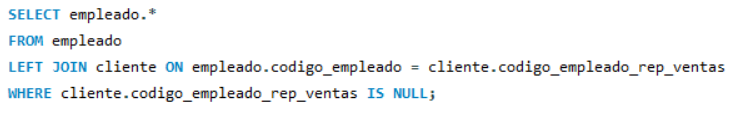 SELECT empleado.*
FROM empleado
LEFT JOIN cliente ON empleado.codigo_empleado = cliente.codigo_empleado_rep_ventas
WHERE cliente.codigo_empleado_rep_ventas IS NULL;